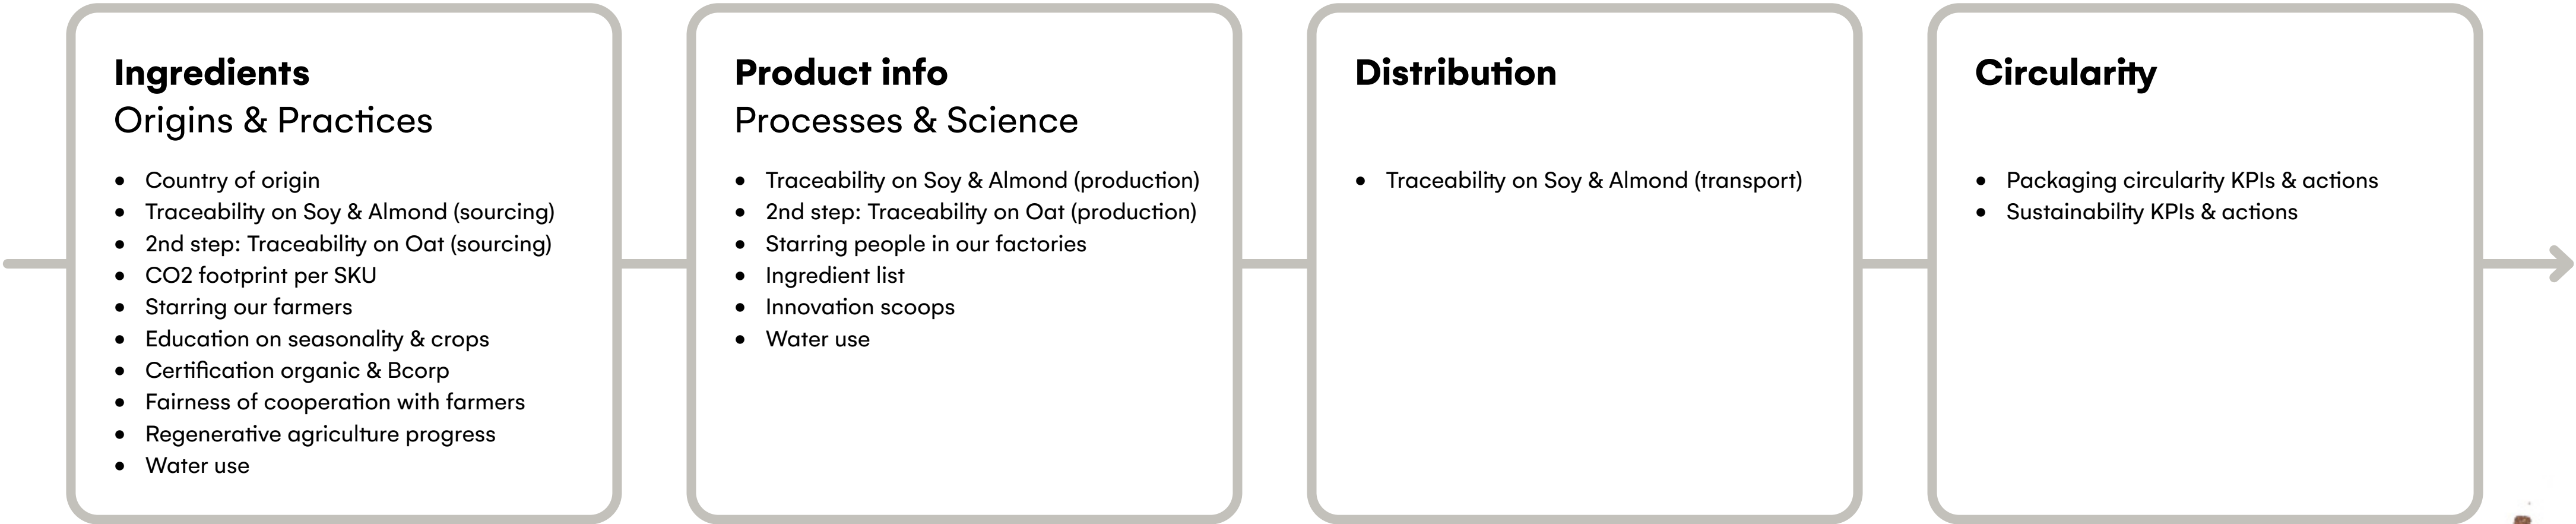 Ingredients
Origins & Practices
• Country of origin
• Traceability on Soy & Almond (sourcing)
• 2nd step: Traceability on Oat (sourcing)
• CO2 footprint per SKU
• Starring our farmers
• Education on seasonality & crops
• Certification organic & Bcorp
• Fairness of cooperation with farmers
• Regenerative agriculture progress
• Water use
Product info
Processes & Science
• Traceability on Soy & Almond (production)
• 2nd step: Traceability on Oat (production)
• Starring people in our factories
• Ingredient list
• Innovation scoops
• Water use
Distribution
• Traceability on Soy & Almond (transport)
Circularity
• Packaging circularity KPIs & actions
• Sustainability KPIs & actions